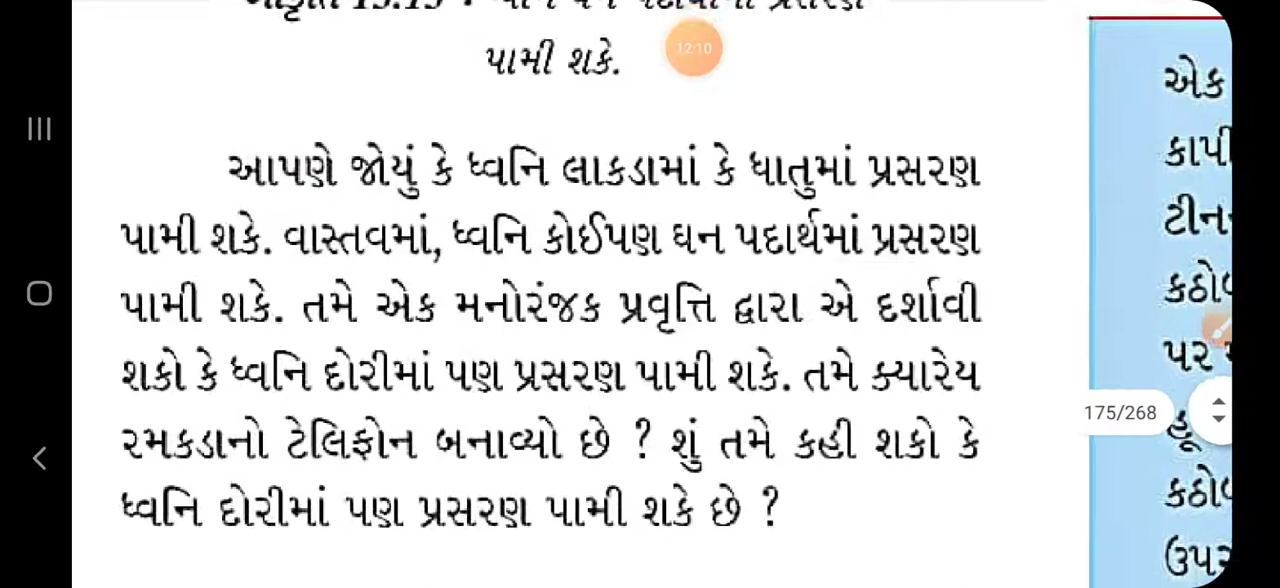 પામી શકે.
12:10
આપણે જોયું કે ધ્વનિ લાકડામાં કે ધાતુમાં પ્રસરણ
પામી શકે. વાસ્તવમાં, ધ્વનિ કોઈપણ ઘન પદાર્થમાં પ્રસરણ
પામી શકે. તમે એક મનોરંજક પ્રવૃત્તિ દ્વારા એ દર્શાવી
શકો કે ધ્વનિ દોરીમાં પણ પ્રસરણ પામી શકે. તમે ક્યારેય
રમકડાનો ટેલિફોન બનાવ્યો છે ? શું તમે કહી શકો કે
ધ્વનિ દોરીમાં પણ પ્રસરણ પામી શકે છે ?
એક
કાપી
પર
175/268